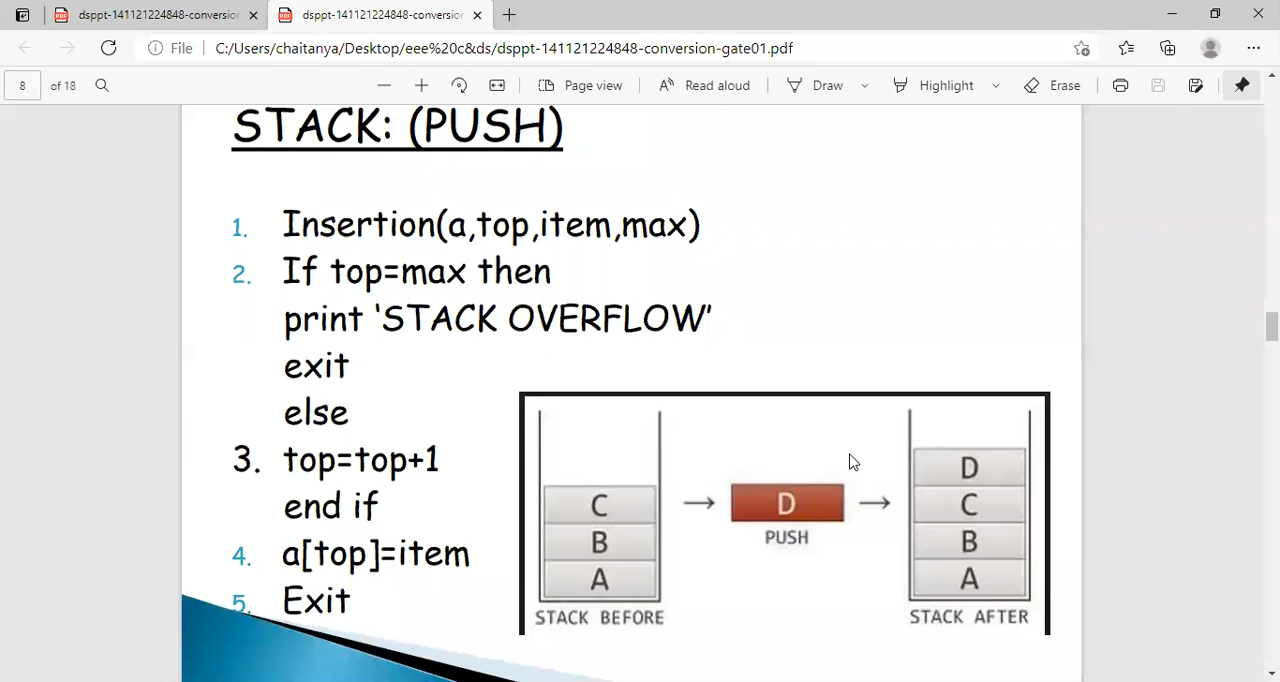 dsppt-141121224848-conversion
dsppt-141121224848-conversion
File
C:/Users/chaitanya/Desktop/eee%20c&ds/dsppt-141121224848-conversion-gate01.pdf
8 of 18
Page view
Read aloud
Draw
Highlight
Erase
STACK: (PUSH)
1. Insertion(a,top,item,max)
2. If top=max then
print ‘STACK OVERFLOW’
exit
else
3. top=top+1
end if
4. a[top]=item
5. Exit
C
B
A
STACK BEFORE
D
PUSH
D
C
B
A
STACK AFTER